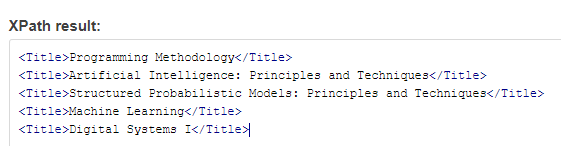 XPath result:
<Title>Programming Methodology</Title>
<Title>Artificial Intelligence: Principles and Techniques</Title>
<Title>Structured Probabilistic Models: Principles and Techniques</Title>
<Title>Machine Learning</Title>
<Title>Digital Systems I</Title>